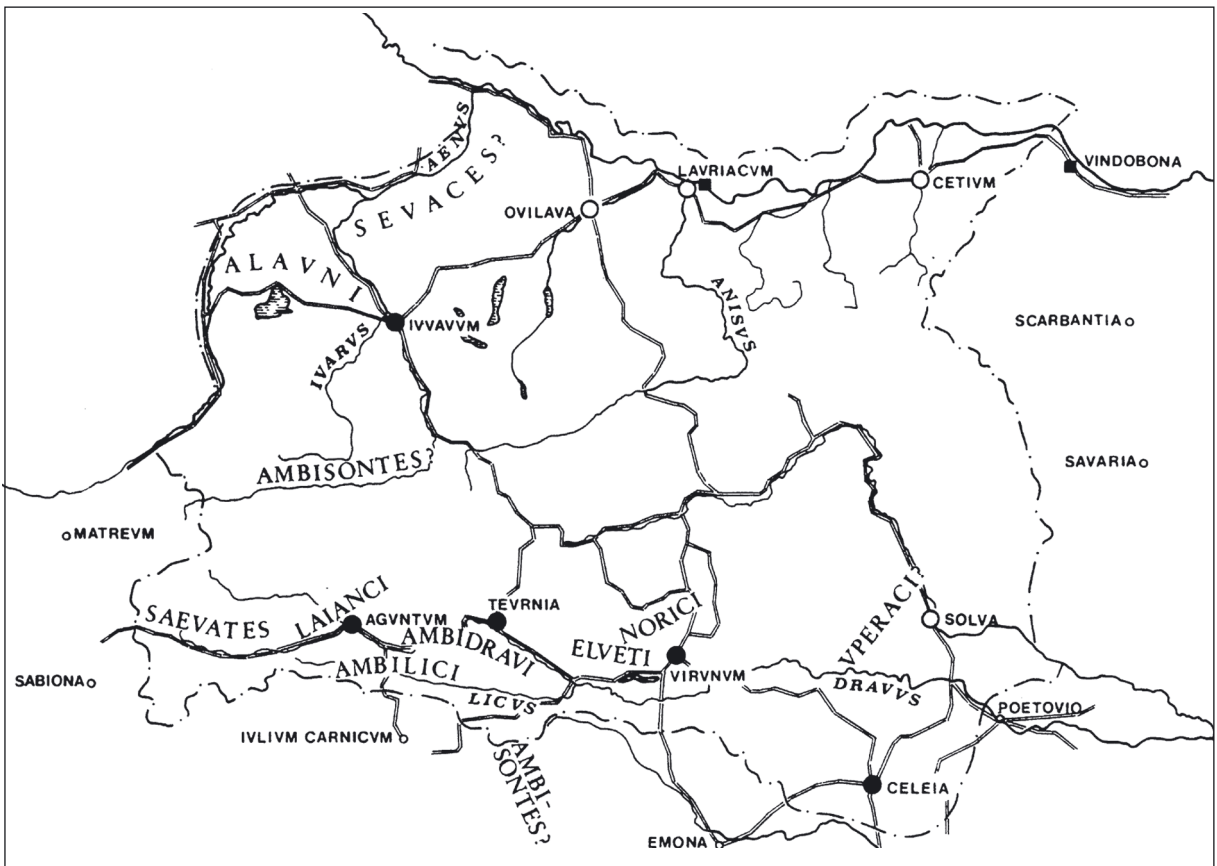 AENVS
SEVACES?
LAVRIACVM
CETIVM
VINDOBONA
OVILAVA
ALAVNI
ANISVS
IVVAVVM
IVARVS
SCARBANTIA
AMBISONTES?
SAVARIA
MATREVM
SAEVATES
LAIANCI
AGVNTVM
TEVRNIA
AMBIDRAVI
AMBILICI
NORICI
ELVETI
VIRVNVM
VPERACI?
SOLVA
SABIONA
LICVS
DRAVVS
POETOVIO
IVLIVM CARNICVM
AMBI-
SONTES?
CELEIA
EMONA